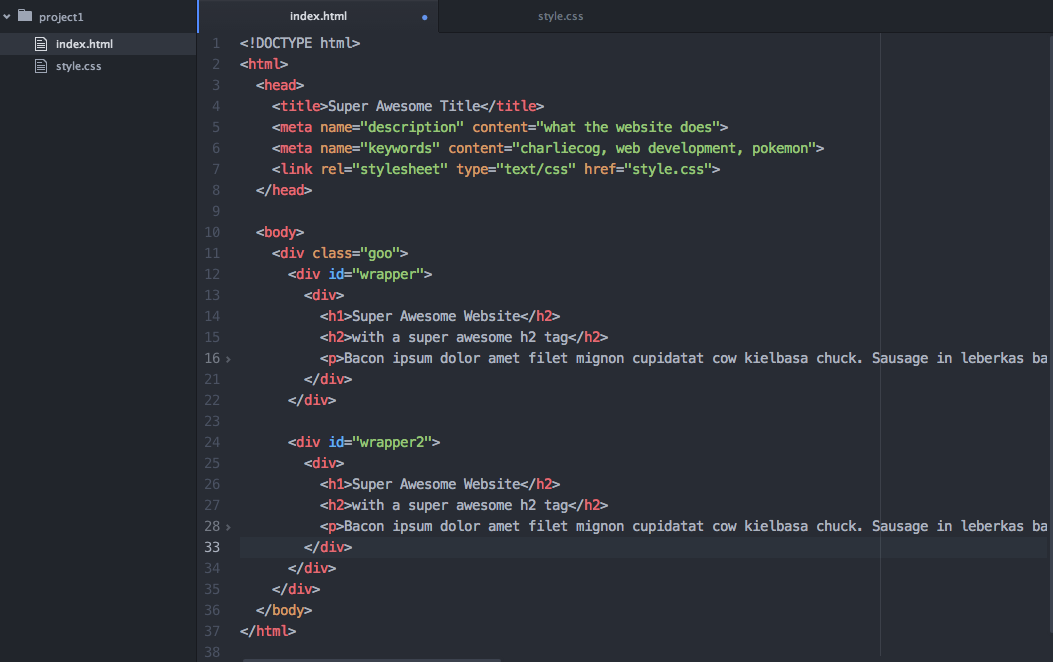 project1
index.html
style.css
index.html
style.css
1 <!DOCTYPE html>
2 <html>
3   <head>
4     <title>Super Awesome Title</title>
5     <meta name="description" content="what the website does">
6     <meta name="keywords" content="charliecog, web development, pokemon">
7     <link rel="stylesheet" type="text/css" href="style.css">
8   </head>
9
10   <body>
11     <div class="goo">
12       <div id="wrapper">
13         <div>
14           <h1>Super Awesome Website</h2>
15           <h2>with a super awesome h2 tag</h2>
16           <p>Bacon ipsum dolor amet filet mignon cupidatat cow kielbasa chuck. Sausage in leberkas ba
21         </div>
22       </div>
23
24       <div id="wrapper2">
25         <div>
26           <h1>Super Awesome Website</h2>
27           <h2>with a super awesome h2 tag</h2>
28           <p>Bacon ipsum dolor amet filet mignon cupidatat cow kielbasa chuck. Sausage in leberkas ba
33         </div>
34       </div>
35     </div>
36   </body>
37 </html>
38